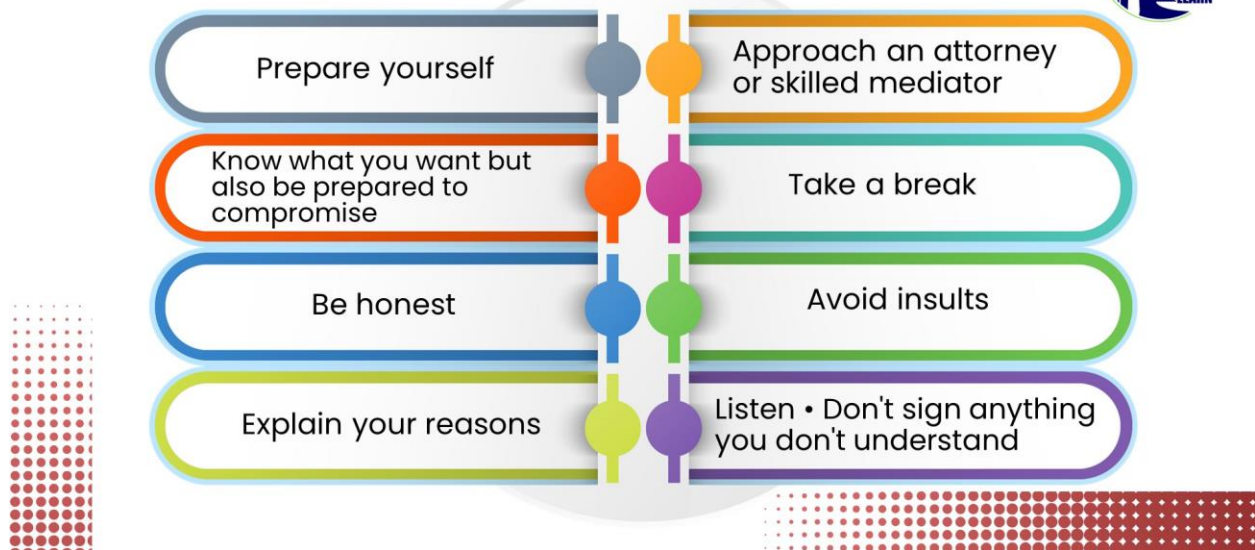 LEARN
Prepare yourself
Approach an attorney
or skilled mediator
Know what you want but
also be prepared to
compromise
Take a break
Be honest
Avoid insults
Explain your reasons
Listen • Don't sign anything
you don't understand